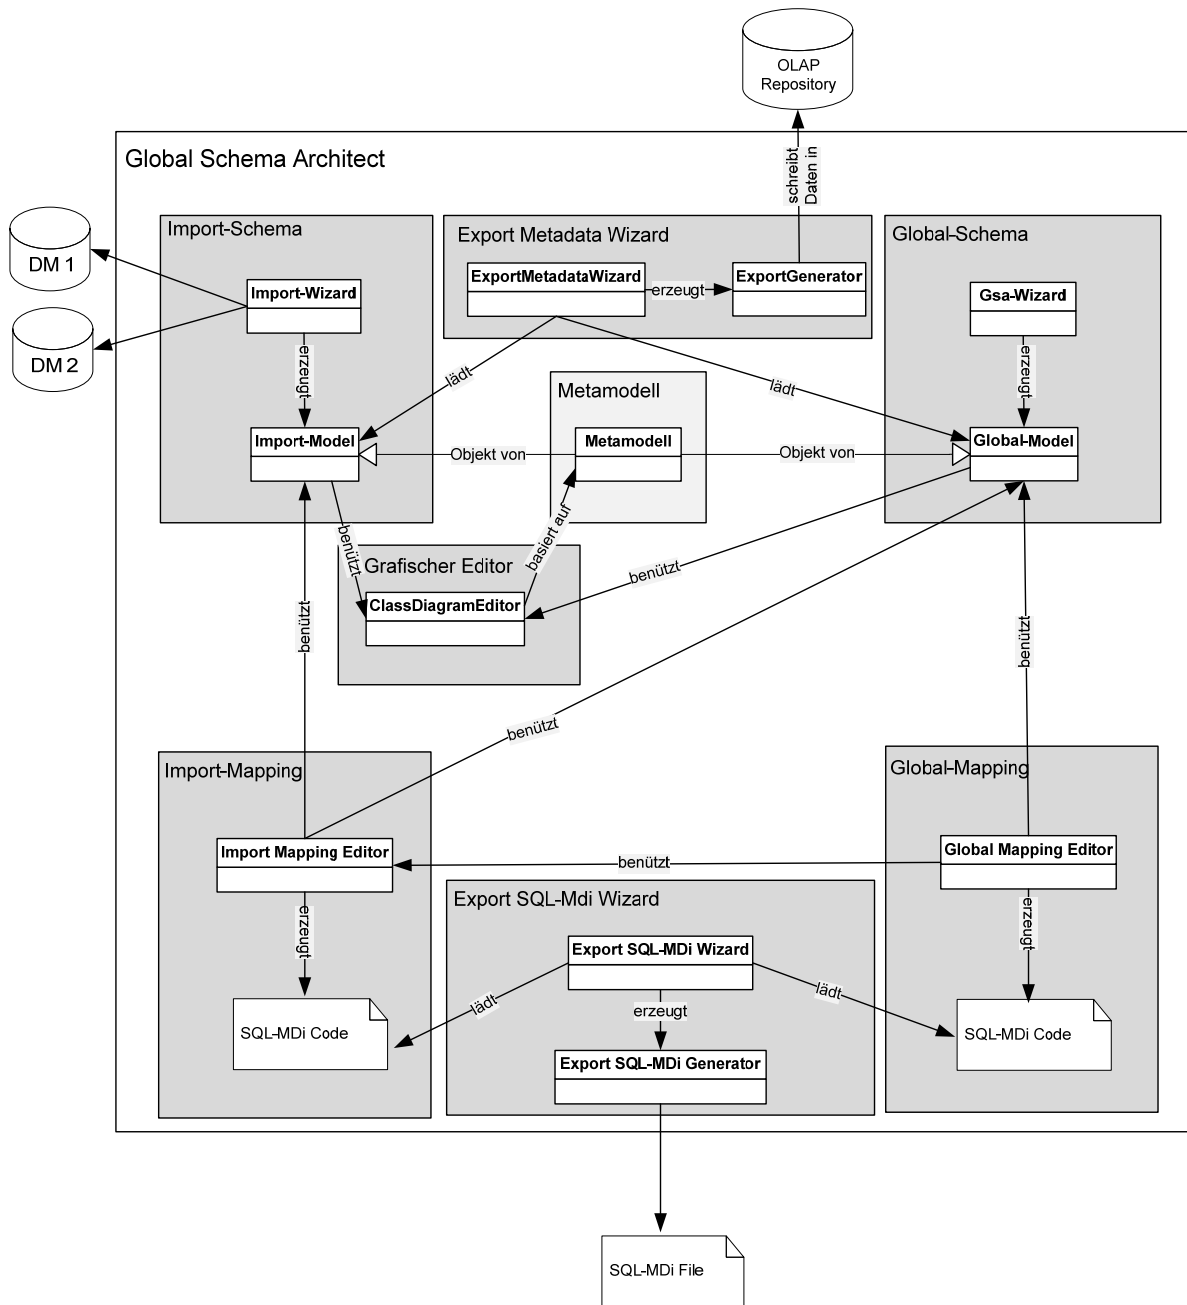 OLAP
Repository
schreibt
Daten in
Global Schema Architect
DM 1
DM 2
Import-Schema
Import-Wizard
erzeugt
Import-Model
Export Metadata Wizard
ExportMetadataWizard
erzeugt
ExportGenerator
Global-Schema
Gsa-Wizard
erzeugt
Global-Model
lädt
lädt
Metamodell
Metamodell
Objekt von
Objekt von
benützt
basiert auf
Grafischer Editor
ClassDiagramEditor
benützt
benützt
benützt
benützt
Import-Mapping
Import Mapping Editor
erzeugt
SQL-MDi Code
benützt
Global-Mapping
Global Mapping Editor
erzeugt
SQL-MDi Code
Export SQL-Mdi Wizard
Export SQL-MDi Wizard
lädt
lädt
erzeugt
Export SQL-MDi Generator
SQL-MDi File